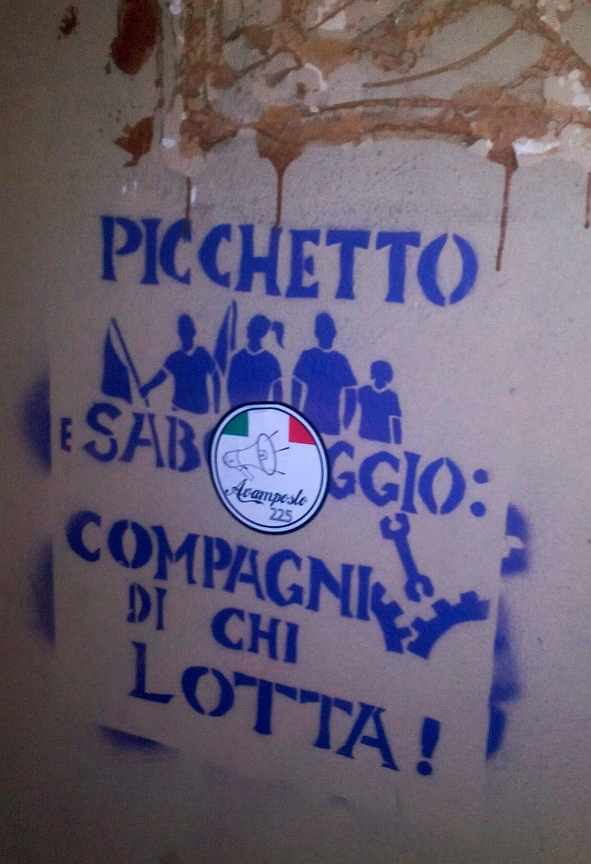 PICCHETTO
E SAB GGIO:
Avamposto
225
COMPAGNI
DI CHI
LOTTA!